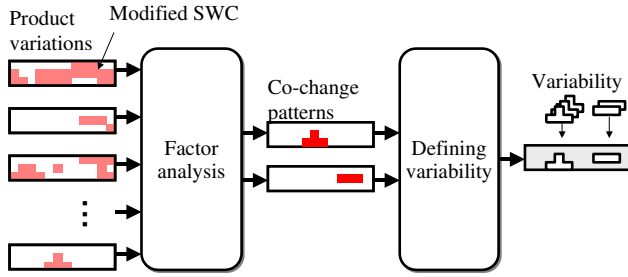 Product
variations
Modified SWC
Factor
analysis
Co-change
patterns
Defining
variability
Variability